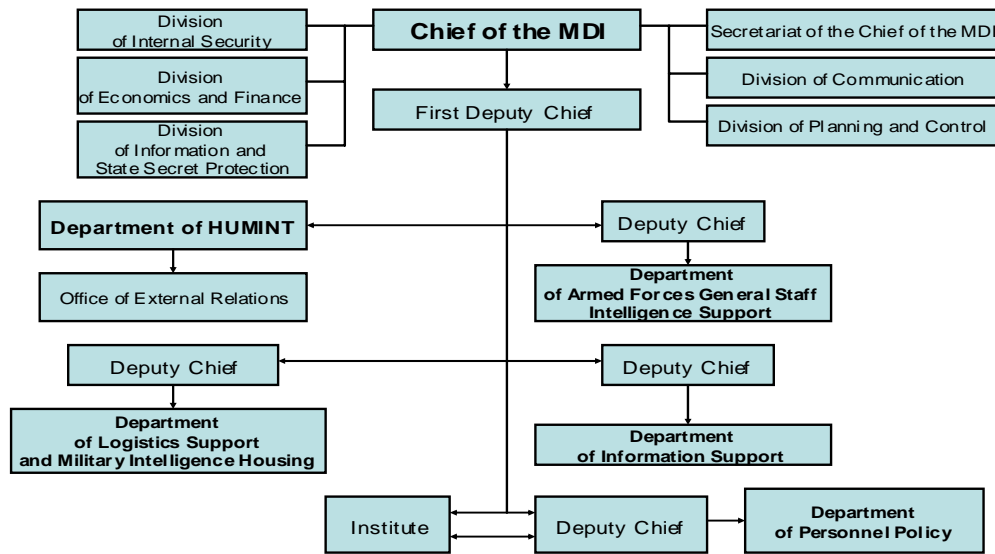 Division
of Internal Security
Chief of the MDI
Secretariat of the Chief of the MDI
Division
of Economics and Finance
Division of Communication
First Deputy Chief
Division of Planning and Control
Division
of Information and
State Secret Protection
Department of HUMINT
Deputy Chief
Office of External Relations
Department
of Armed Forces General Staff
Intelligence Support
Deputy Chief
Deputy Chief
Department
of Logistics Support
and Military Intelligence Housing
Department
of Information Support
Institute
Deputy Chief
Department
of Personnel Policy